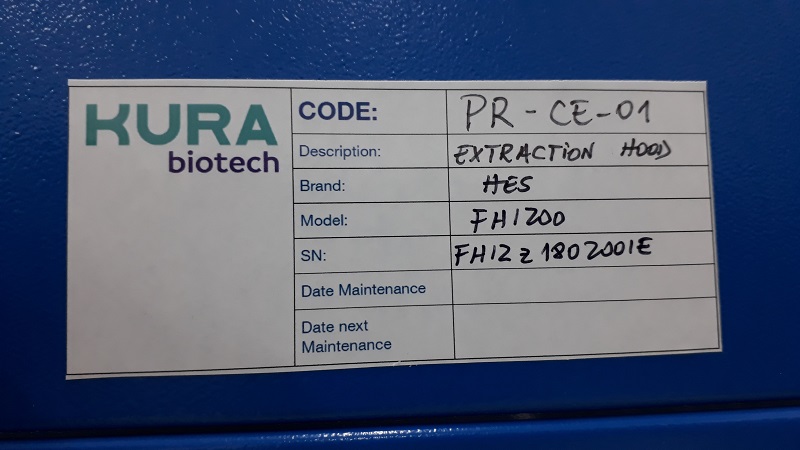 KURA
biotech
CODE: PR-CE-01
Description: EXTRACTION HOOD
Brand: HES
Model: FH1200
SN: FH12z1802001E
Date Maintenance
Date next
Maintenance